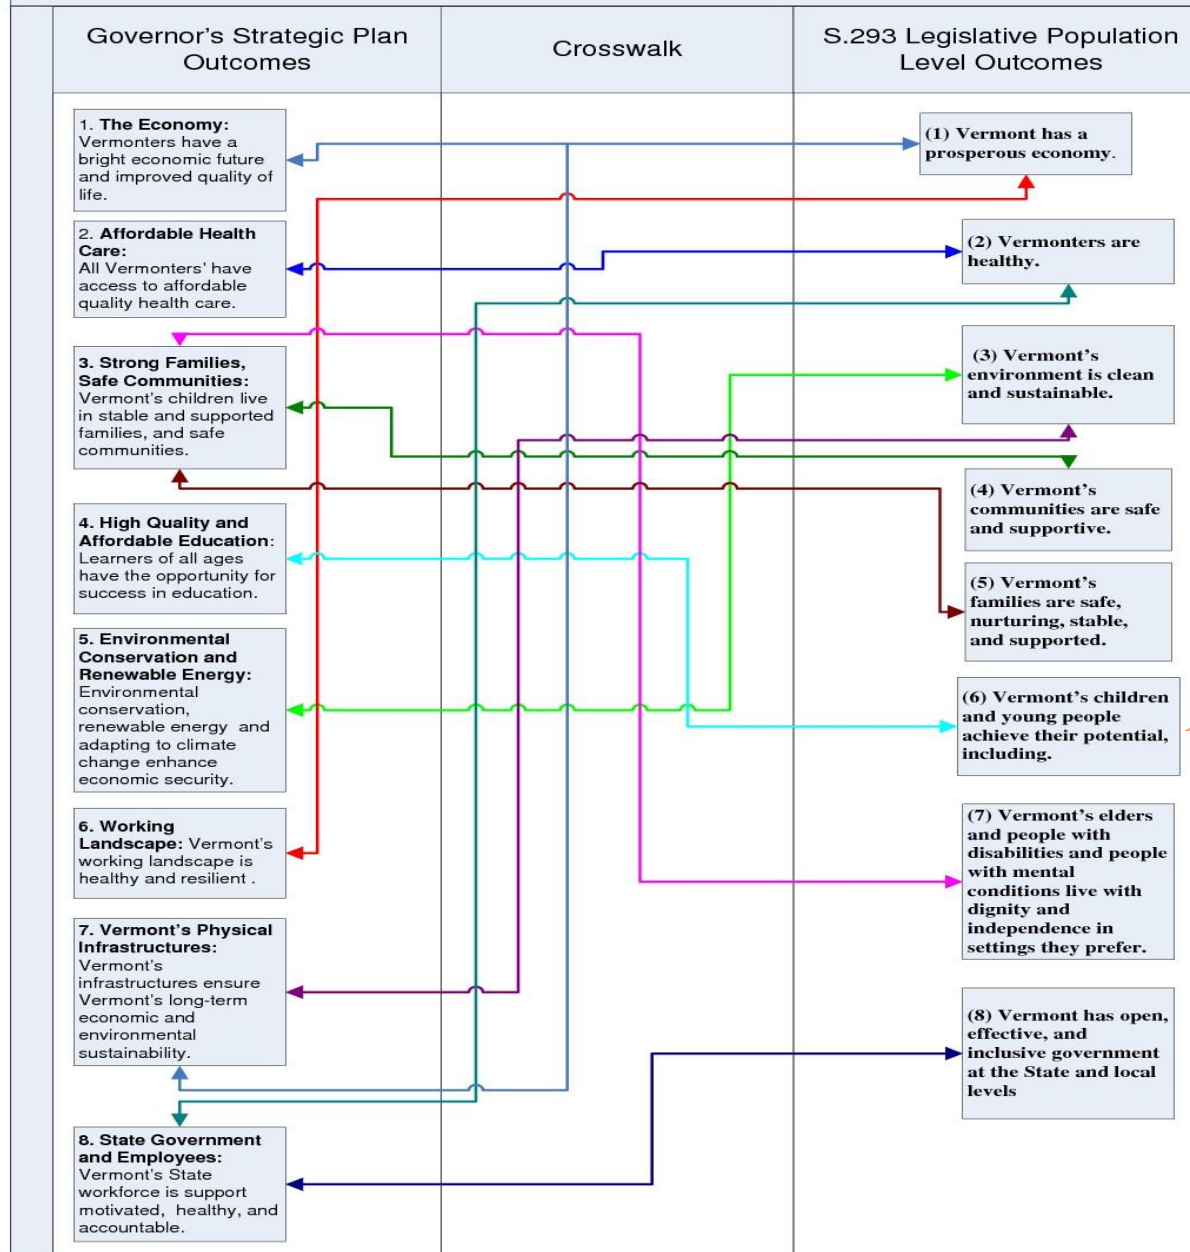 Governor's Strategic Plan
Outcomes
Crosswalk
S.293 Legislative Population
Level Outcomes
1. The Economy:
Vermonters have a
bright economic future
and improved quality of
life.
2. Affordable Health
Care:
All Vermonters' have
access to affordable
quality health care.
3. Strong Families,
Safe Communities:
Vermont's children live
in stable and supported
families, and safe
communities.
4. High Quality and
Affordable Education:
Learners of all ages
have the opportunity for
success in education.
5. Environmental
Conservation and
Renewable Energy:
Environmental
conservation,
renewable energy and
adapting to climate
change enhance
economic security.
6. Working
Landscape: Vermont's
working landscape is
healthy and resilient .
7. Vermont's Physical
Infrastructures:
Vermont's
infrastructures ensure
Vermont's long-term
economic and
environmental
sustainability.
8. State Government
and Employees:
Vermont's State
workforce is support
motivated, healthy, and
accountable.
(1) Vermont has a
prosperous economy.
(2) Vermonters are
healthy.
(3) Vermont's
environment is clean
and sustainable.
(4) Vermont's
communities are safe
and supportive.
(5) Vermont's
families are safe,
nurturing, stable,
and supported.
(6) Vermont's children
and young people
achieve their potential,
including.
(7) Vermont's elders
and people with
disabilities and people
with mental
conditions live with
dignity and
independence in
settings they prefer.
(8) Vermont has open,
effective, and
inclusive government
at the State and local
levels